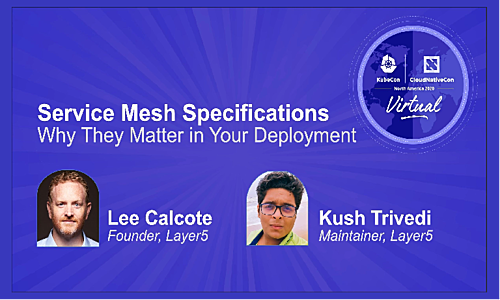 KubeCon CloudNativeCon
North America 2020
Virtual
Service Mesh Specifications
Why They Matter in Your Deployment
Lee Calcote
Founder, Layer5
Kush Trivedi
Maintainer, Layer5